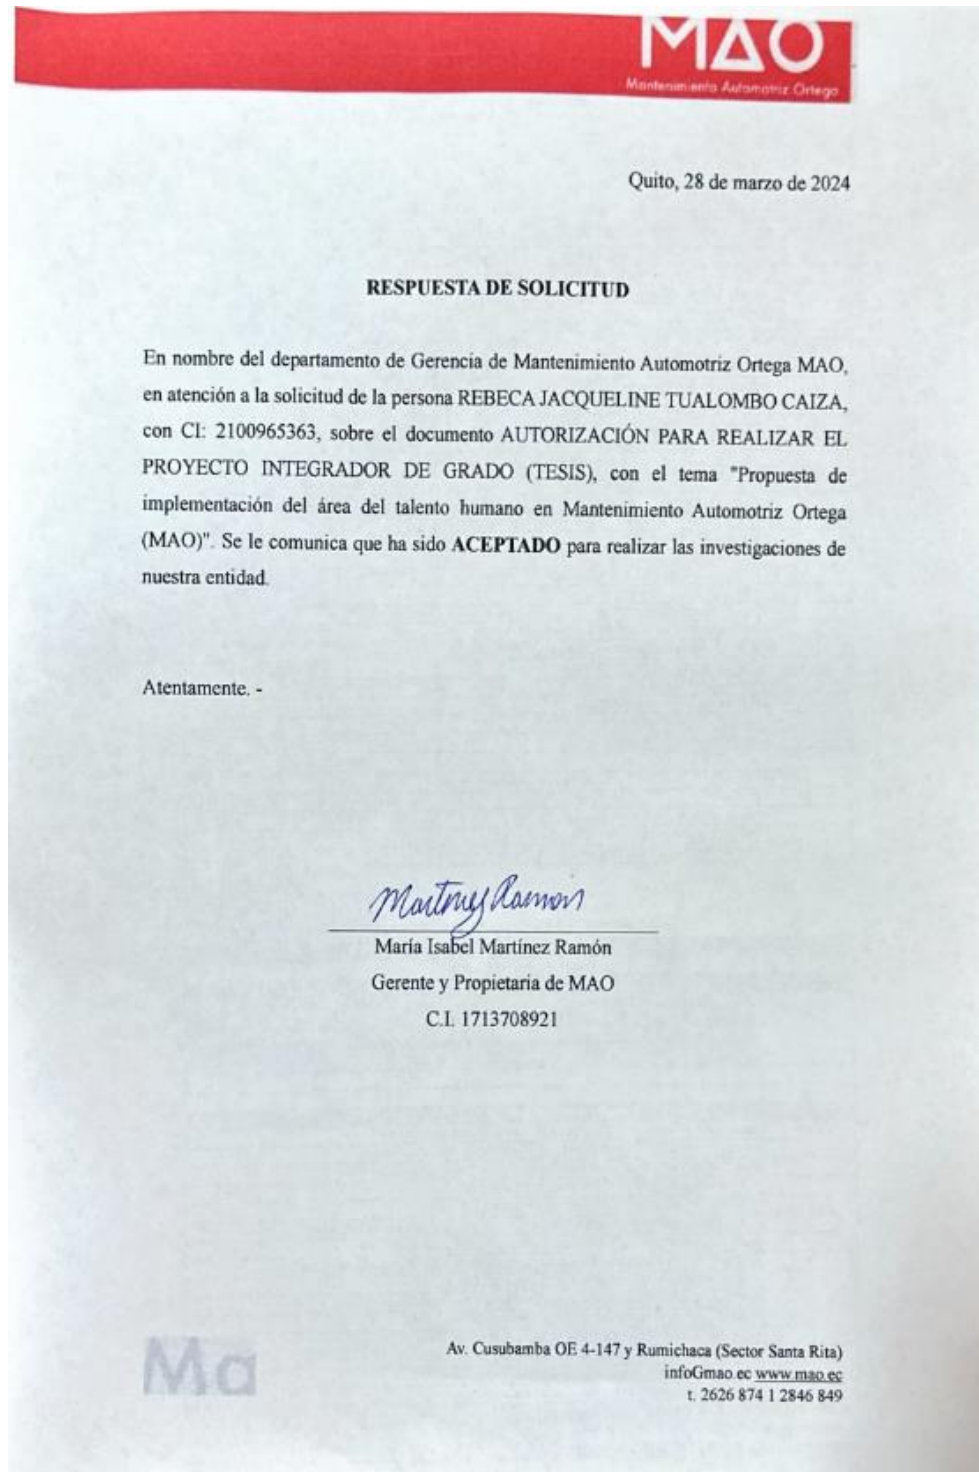 MAO
Mantenimiento Automotriz Ortega
Quito, 28 de marzo de 2024
RESPUESTA DE SOLICITUD
En nombre del departamento de Gerencia de Mantenimiento Automotriz Ortega MAO,
en atención a la solicitud de la persona REBECA JACQUELINE TUALOMBO CAIZA,
con CI: 2100965363, sobre el documento AUTORIZACIÓN PARA REALIZAR EL
PROYECTO INTEGRADOR DE GRADO (TESIS), con el tema "Propuesta de
implementación del área del talento humano en Mantenimiento Automotriz Ortega
(MAO)". Se le comunica que ha sido ACEPTADO para realizar las investigaciones de
nuestra entidad.
Atentamente. -
Martínez Ramón
María Isabel Martínez Ramón
Gerente y Propietaria de MAO
C.I. 1713708921
Ma
Av. Cusubamba OE 4-147 y Rumichaca (Sector Santa Rita)
infoGmao.ec www.mao.ec
t. 2626 874 1 2846 849